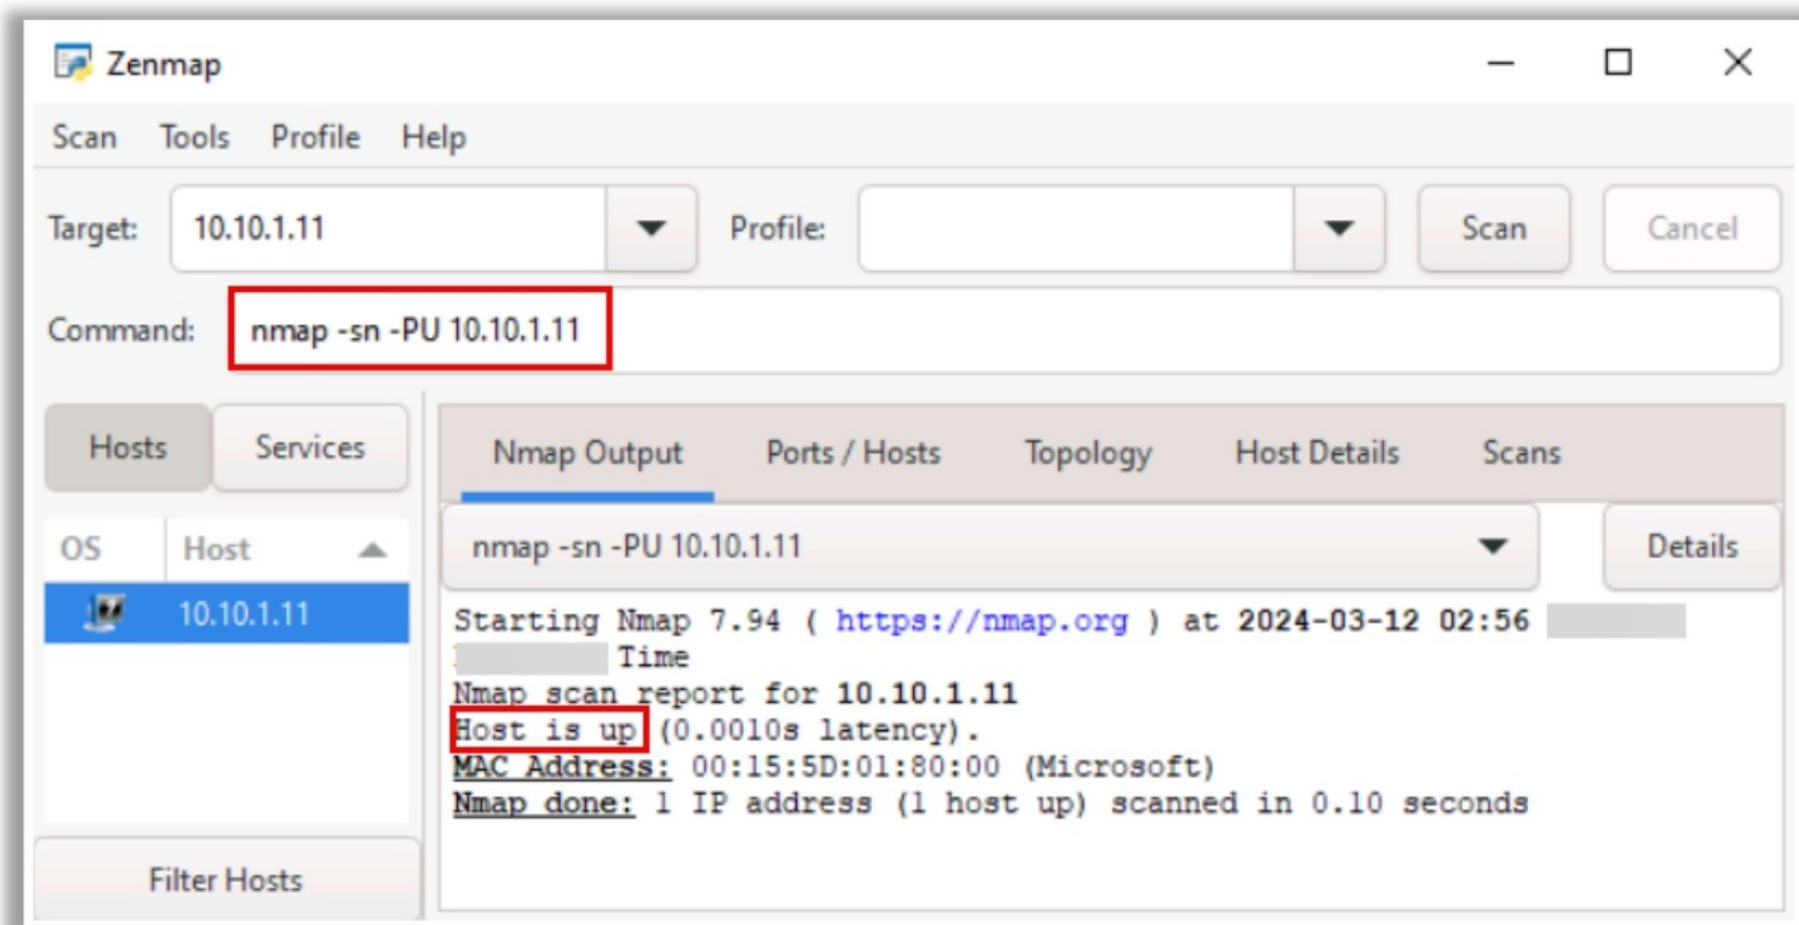 Zenmap
Scan Tools Profile Help
Target: 10.10.1.11 Profile: Scan Cancel
Command: nmap -sn -PU 10.10.1.11
Hosts Services
OS Host
10.10.1.11
Filter Hosts
Nmap Output Ports / Hosts Topology Host Details Scans
nmap -sn -PU 10.10.1.11 Details
Starting Nmap 7.94 ( https://nmap.org ) at 2024-03-12 02:56
Time
Nmap scan report for 10.10.1.11
Host is up (0.0010s latency).
MAC Address: 00:15:5D:01:80:00 (Microsoft)
Nmap done: 1 IP address (1 host up) scanned in 0.10 seconds